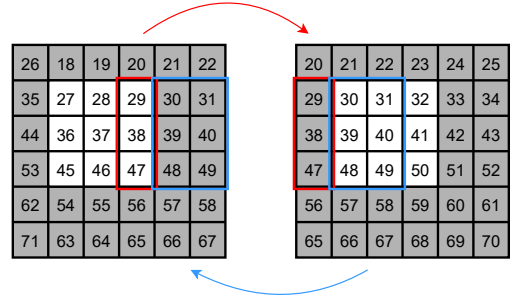 26 18 19 20 21 22
35 27 28 29 30 31
44 36 37 38 39 40
53 45 46 47 48 49
62 54 55 56 57 58
71 63 64 65 66 67
20 21 22 23 24 25
29 30 31 32 33 34
38 39 40 41 42 43
47 48 49 50 51 52
56 57 58 59 60 61
65 66 67 68 69 70